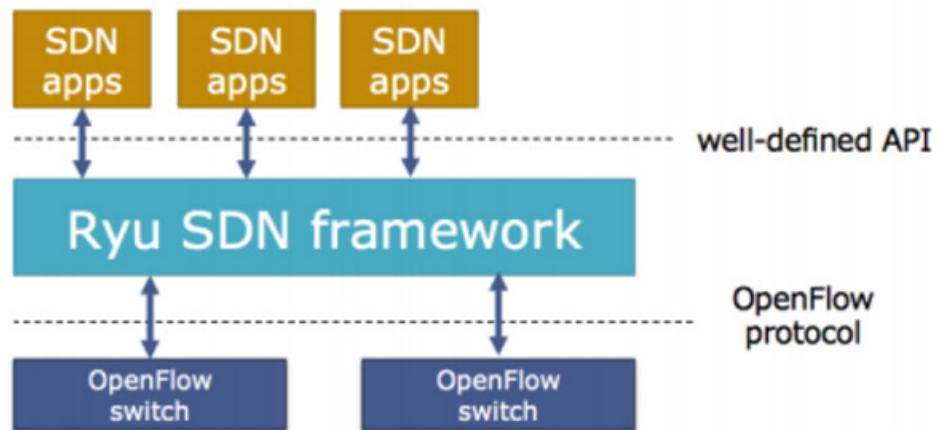 SDN
apps
SDN
apps
SDN
apps
well-defined API
Ryu SDN framework
OpenFlow
protocol
OpenFlow
switch
OpenFlow
switch